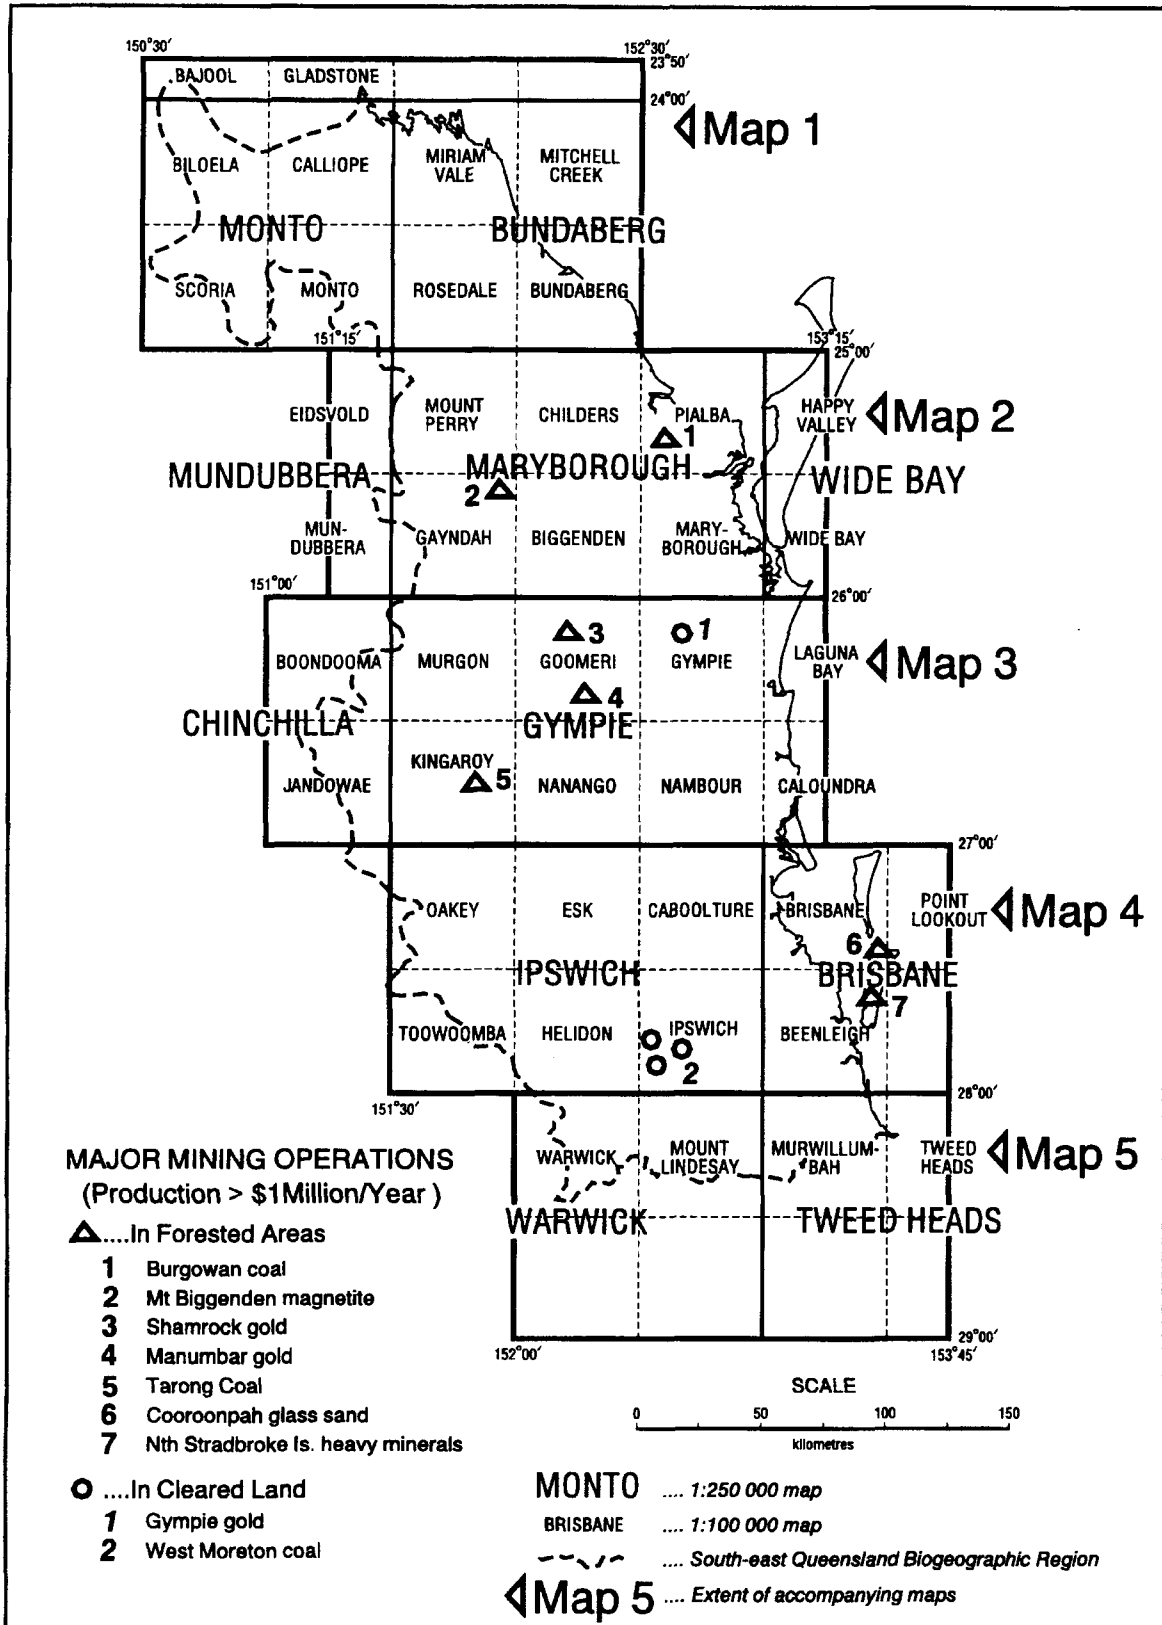 150°30′
152°30′
23°50′
BAJOOL
GLADSTONE
24°00′
Map 1
BILOELA
CALLIOPE
MIRIAM
VALE
MITCHELL
CREEK
MONTO
BUNDABERG
SCORIA
MONTO
ROSEDALE
BUNDABERG
151°15′
153°15′
25°00′
EIDSVOLD
MOUNT
PERRY
CHILDERS
PIALBA
HAPPY
VALLEY
Map 2
1
MUNDUBBERA
MARYBOROUGH
WIDE BAY
2
MUN-
DUBBERA
GAYNDAH
BIGGENDEN
MARY-
BOROUGH
WIDE BAY
151°00′
26°00′
3
1
BOONDOOMA
MURGON
GOOMERI
GYMPIE
LAGUNA
BAY
Map 3
4
CHINCHILLA
GYMPIE
KINGAROY
5
JANDOWAE
NANANGO
NAMBOUR
CALOUNDRA
27°00′
OAKEY
ESK
CABOOLTURE
BRISBANE
POINT
LOOKOUT
Map 4
6
IPSWICH
BRISBANE
7
TOOWOOMBA
HELIDON
IPSWICH
BEENLEIGH
2
28°00′
151°30′
WARWICK
MOUNT
LINDESAY
MURWILLUM-
BAH
TWEED
HEADS
Map 5
WARWICK
TWEED HEADS
29°00′
152°00′
153°45′
MAJOR MINING OPERATIONS
(Production > $1Million/Year )
....In Forested Areas
1 Burgowan coal
2 Mt Biggenden magnetite
3 Shamrock gold
4 Manumbar gold
5 Tarong Coal
6 Cooroonpah glass sand
7 Nth Stradbroke Is. heavy minerals
....In Cleared Land
1 Gympie gold
2 West Moreton coal
SCALE
0 50 100 150
kilometres
MONTO .... 1:250 000 map
BRISBANE .... 1:100 000 map
.... South-east Queensland Biogeographic Region
Map 5 .... Extent of accompanying maps